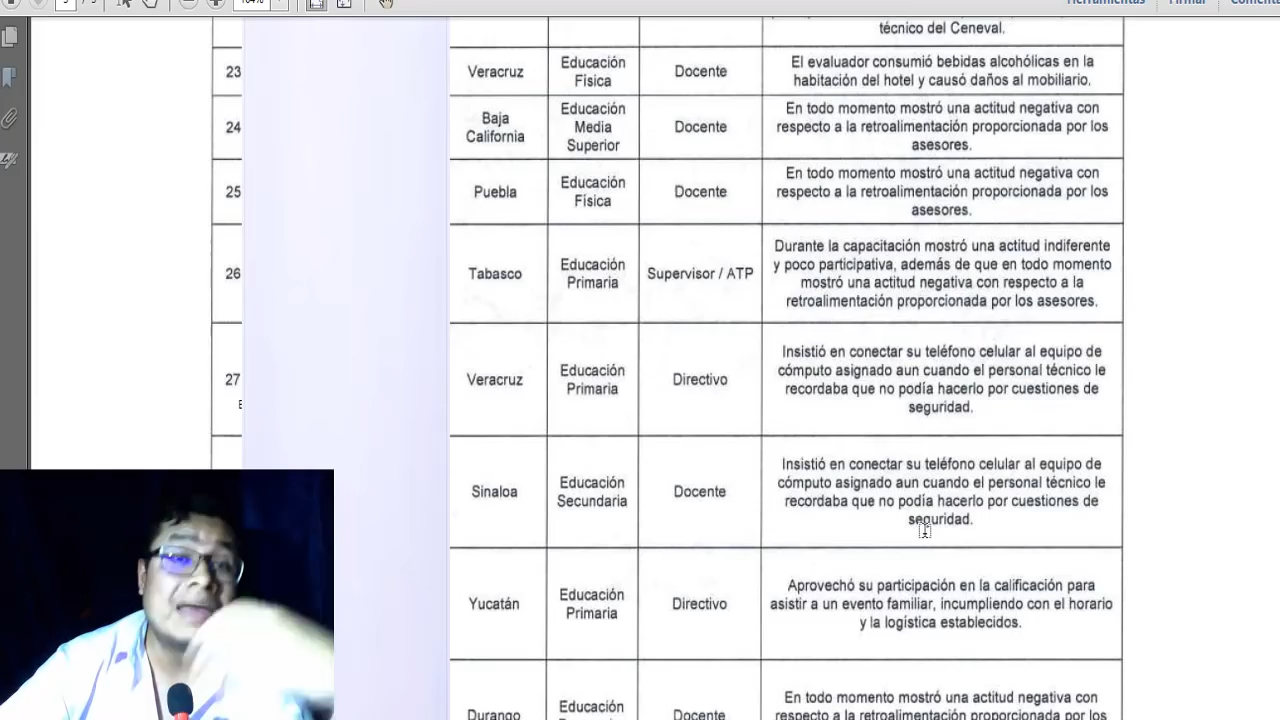 Herramientas
Firmar
técnico del Ceneval.
23
Veracruz
Educación
Física
Docente
El evaluador consumió bebidas alcohólicas en la
habitación del hotel y causó daños al mobiliario.
24
Baja
California
Educación
Media
Superior
Docente
En todo momento mostró una actitud negativa con
respecto a la retroalimentación proporcionada por los
asesores.
25
Puebla
Educación
Física
Docente
En todo momento mostró una actitud negativa con
respecto a la retroalimentación proporcionada por los
asesores.
26
Tabasco
Educación
Primaria
Supervisor / ATP
Durante la capacitación mostró una actitud indiferente
y poco participativa, además de que en todo momento
mostró una actitud negativa con respecto a la
retroalimentación proporcionada por los asesores.
27
Veracruz
Educación
Primaria
Directivo
Insistió en conectar su teléfono celular al equipo de
cómputo asignado aun cuando el personal técnico le
recordaba que no podía hacerlo por cuestiones de
seguridad.
Sinaloa
Educación
Secundaria
Docente
Insistió en conectar su teléfono celular al equipo de
cómputo asignado aun cuando el personal técnico le
recordaba que no podía hacerlo por cuestiones de
seguridad.
Yucatán
Educación
Primaria
Directivo
Aprovechó su participación en la calificación para
asistir a un evento familiar, incumpliendo con el horario
y la logística establecidos.
Durango
Educación
Docente
En todo momento mostró una actitud negativa con
respecto a la retroalimentación proporcionada por los